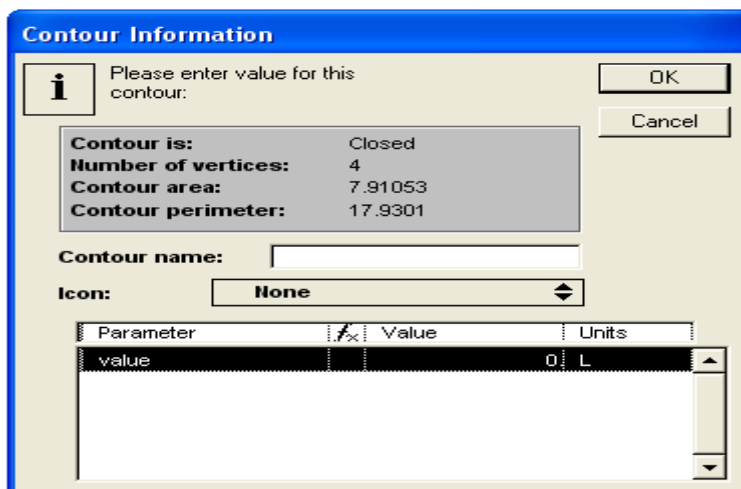 Contour Information
i
Please enter value for this
contour:
OK
Cancel
Contour is: Closed
Number of vertices: 4
Contour area: 7.91053
Contour perimeter: 17.9301
Contour name:
Icon: None
Parameter fx Value Units
value 0 L